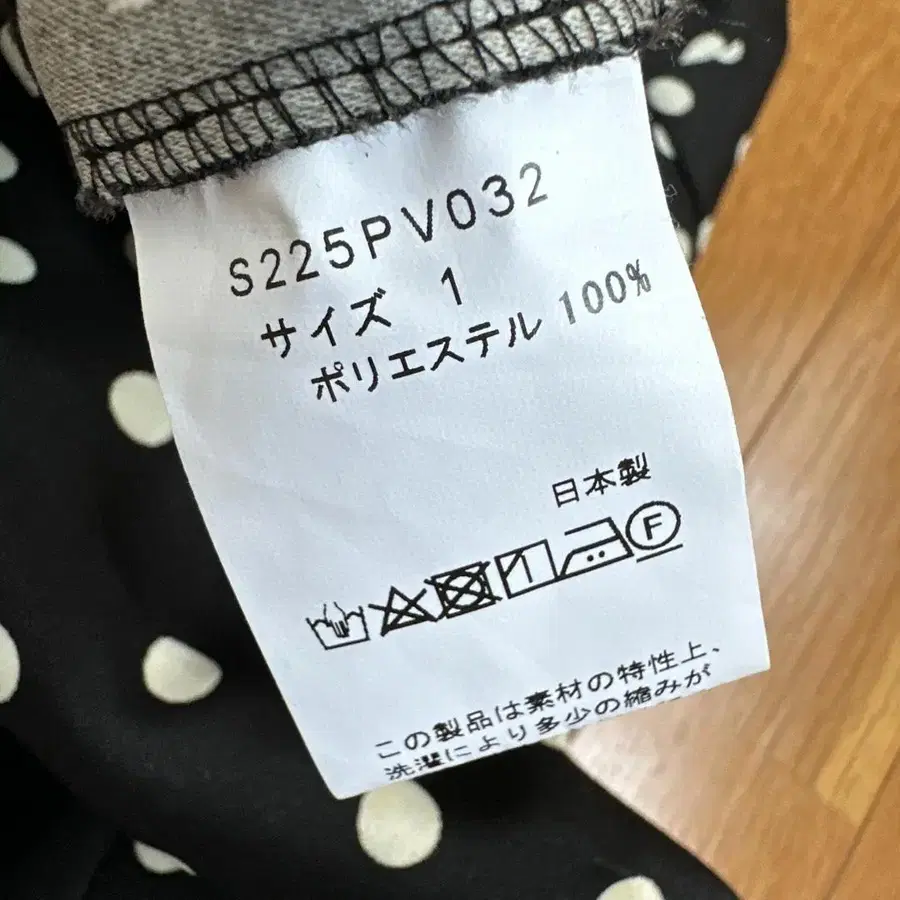 S225PV032
サイズ 1
ポリエステル 100%
日本製
F
この製品は素材の特性上、
洗濯により多少の縮みが